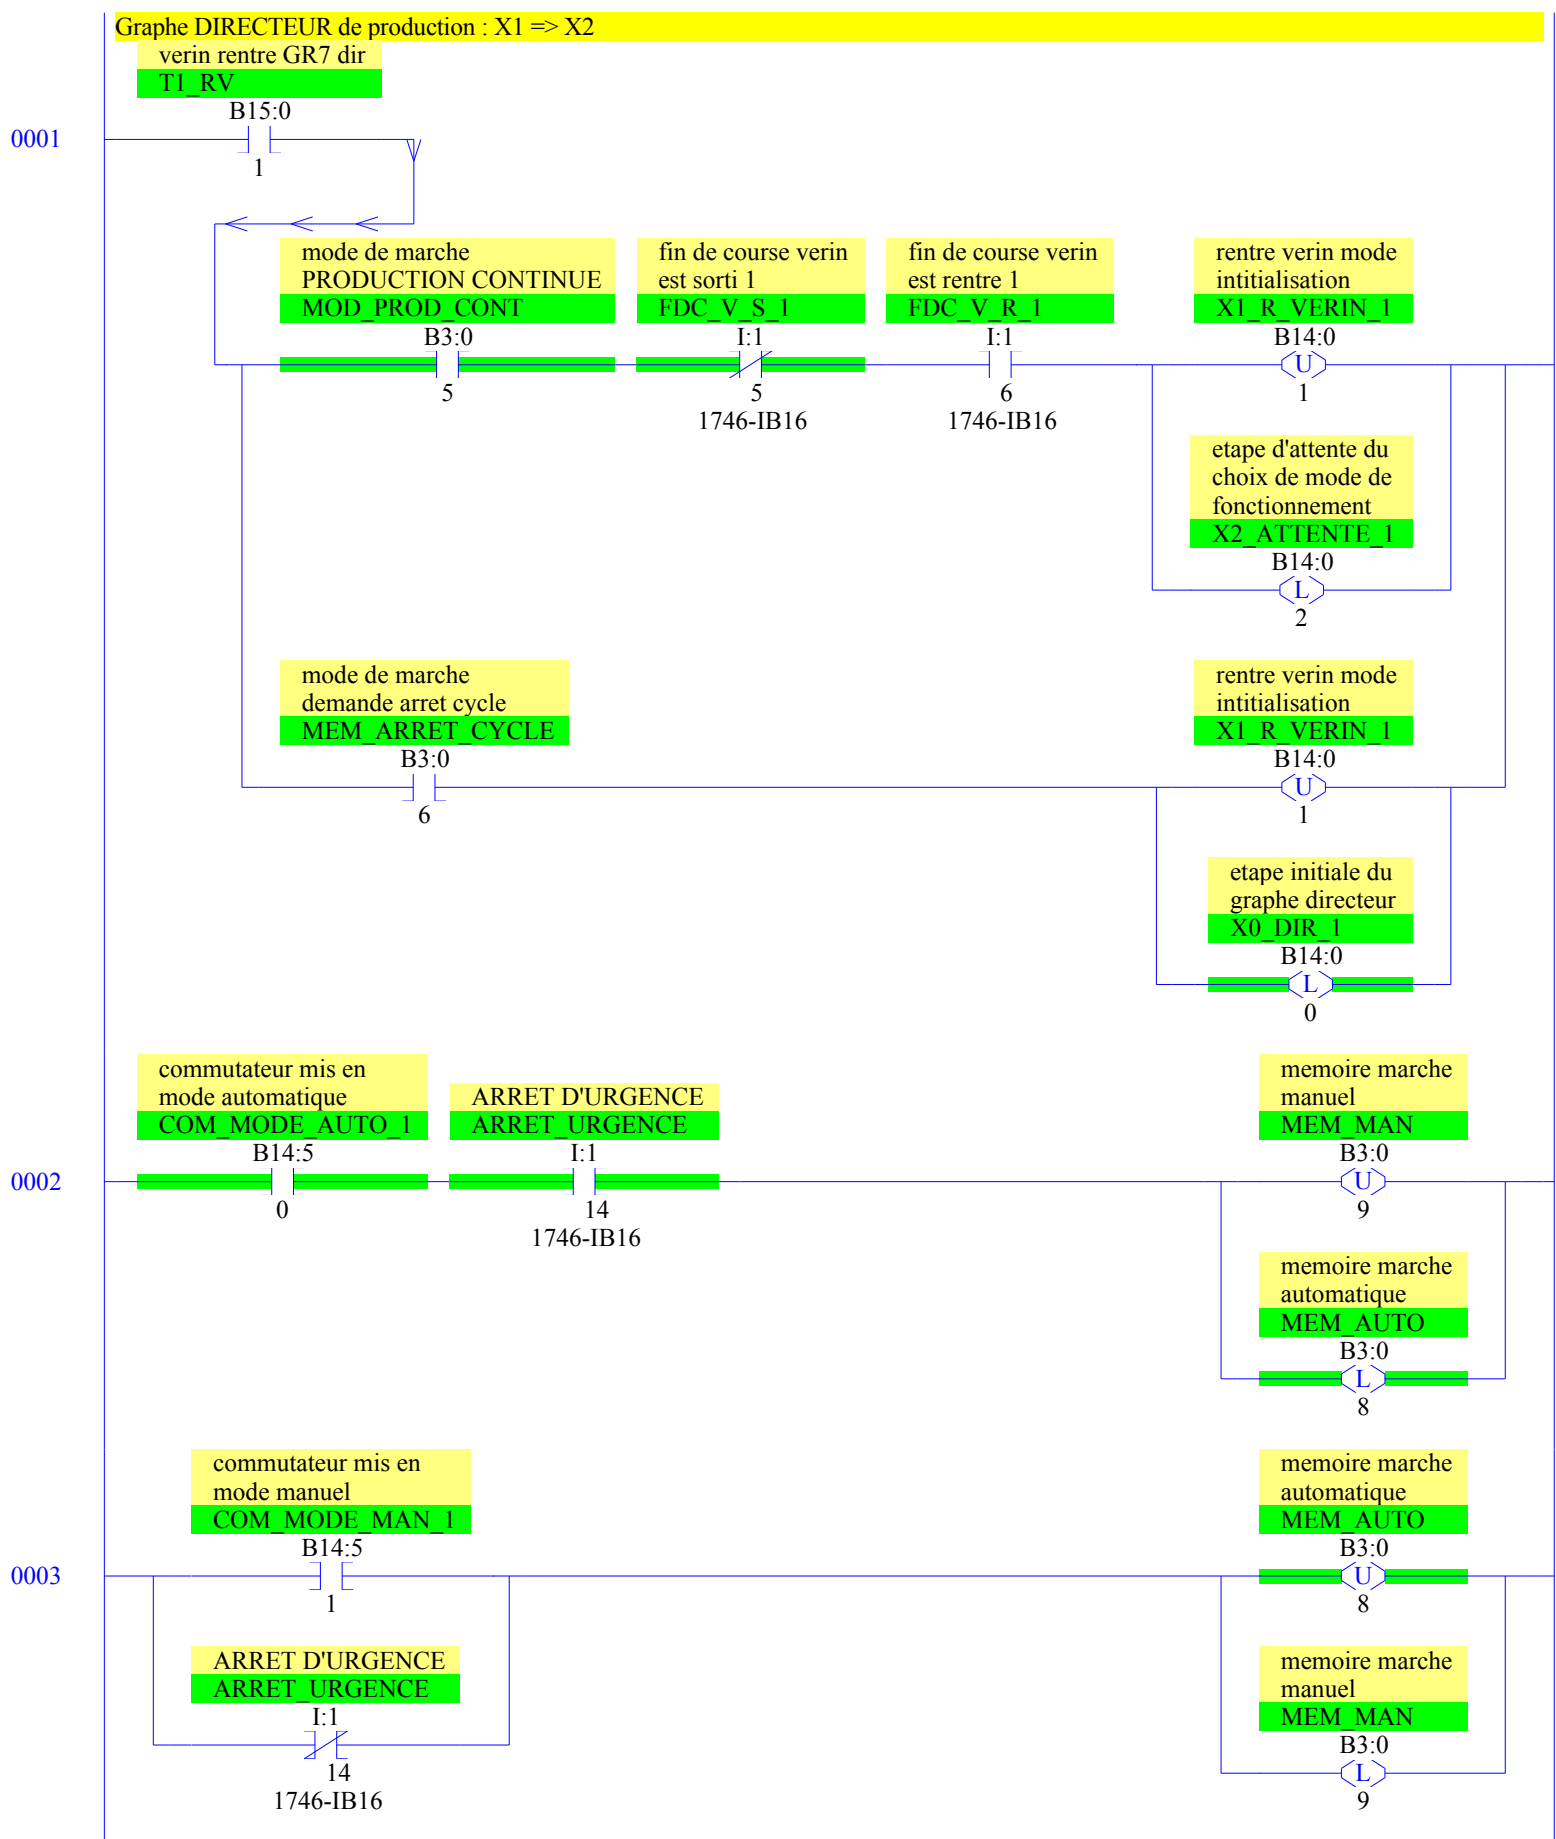 Graphe DIRECTEUR de production : X1 => X2
verin rentre GR7 dir
T1_RV
B15:0
0001
1
mode de marche
PRODUCTION CONTINUE
MOD_PROD_CONT
B3:0
5
fin de course verin
est sorti 1
FDC_V_S_1
I:1
5
1746-IB16
fin de course verin
est rentre 1
FDC_V_R_1
I:1
6
1746-IB16
rentre verin mode
intitialisation
X1_R_VERIN_1
B14:0
U
1
etape d'attente du
choix de mode de
fonctionnement
X2_ATTENTE_1
B14:0
L
2
mode de marche
demande arret cycle
MEM_ARRET_CYCLE
B3:0
6
rentre verin mode
intitialisation
X1_R_VERIN_1
B14:0
U
1
etape initiale du
graphe directeur
X0_DIR_1
B14:0
L
0
commutateur mis en
mode automatique
COM_MODE_AUTO_1
B14:5
0002
0
ARRET D'URGENCE
ARRET_URGENCE
I:1
14
1746-IB16
memoire marche
manuel
MEM_MAN
B3:0
U
9
memoire marche
automatique
MEM_AUTO
B3:0
L
8
commutateur mis en
mode manuel
COM_MODE_MAN_1
B14:5
0003
1
ARRET D'URGENCE
ARRET_URGENCE
I:1
14
1746-IB16
memoire marche
automatique
MEM_AUTO
B3:0
U
8
memoire marche
manuel
MEM_MAN
B3:0
L
9